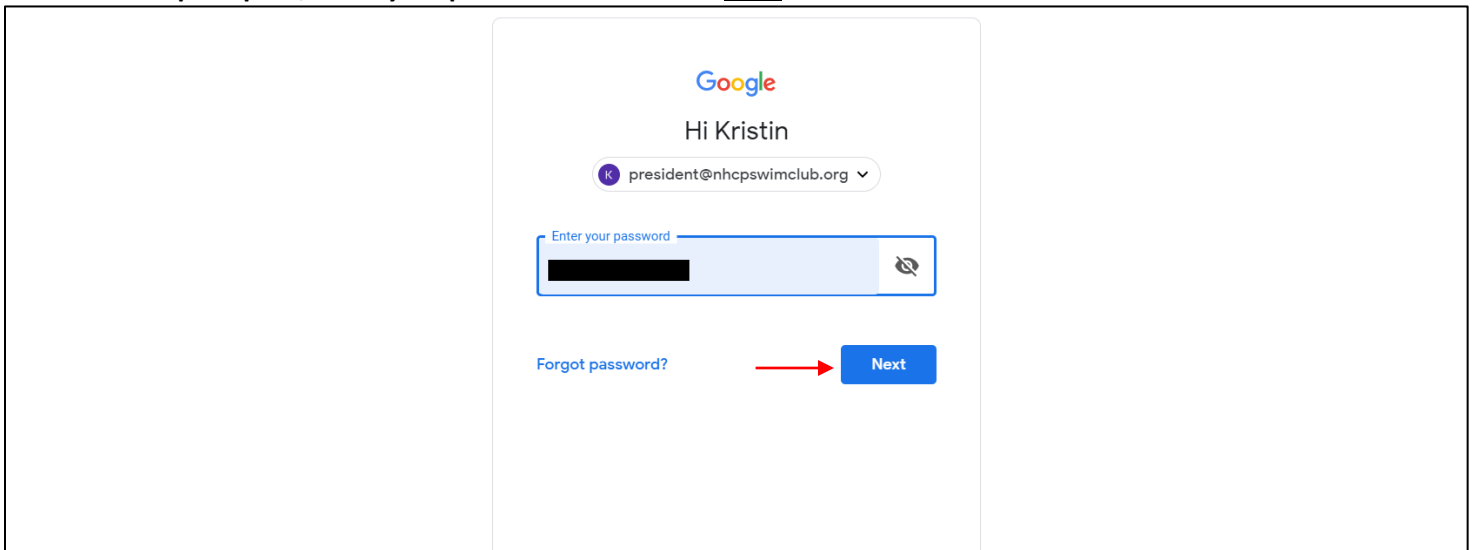 Google
Hi Kristin
K president@nhcpswimclub.org
Enter your password
Forgot password?
Next